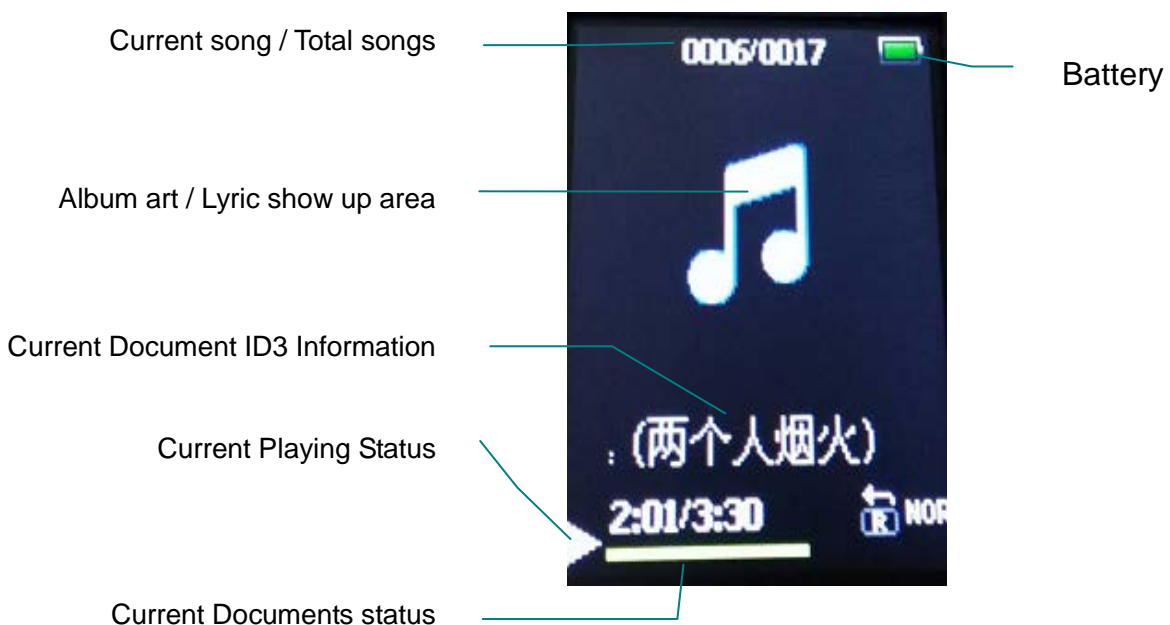 Current song / Total songs
0006/0017
Battery
Album art / Lyric show up area
Current Document ID3 Information
: (两个人烟火)
Current Playing Status
2:01/3:30
R NOR
Current Documents status